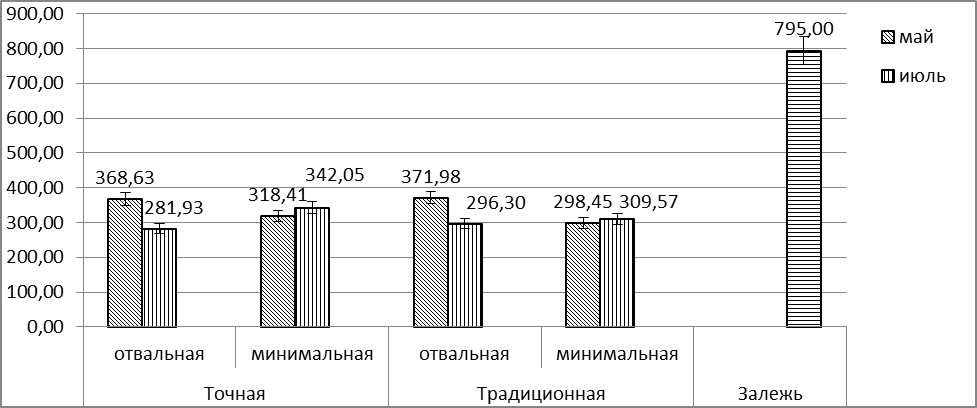 900,00
800,00
700,00
600,00
500,00
400,00
300,00
200,00
100,00
0,00
795,00
368,63
281,93
318,41
342,05
371,98
296,30
298,45
309,57
май
июль
отвальная
минимальная
отвальная
минимальная
Точная
Традиционная
Залежь